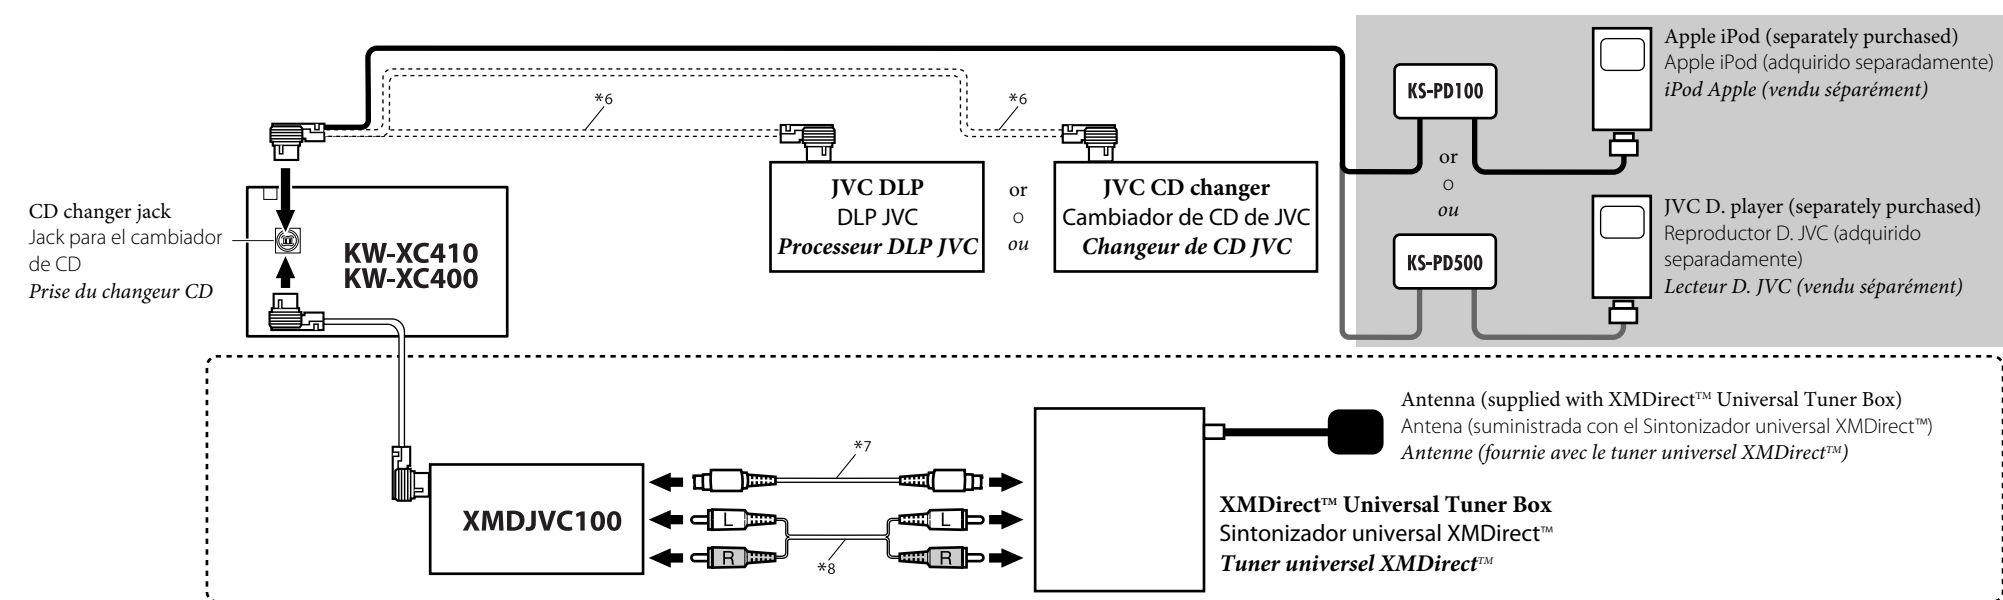 Apple iPod (separately purchased)
Apple iPod (adquirido separadamente)
iPod Apple (vendu séparément)
KS-PD100
*6
*6
or
o
ou
JVC DLP
DLP JVC
Processeur DLP JVC
or
o
ou
JVC CD changer
Cambiador de CD de JVC
Changeur de CD JVC
CD changer jack
Jack para el cambiador
de CD
Prise du changeur CD
KW-XC410
KW-XC400
KS-PD500
JVC D. player (separately purchased)
Reproductor D. JVC (adquirido
separadamente)
Lecteur D. JVC (vendu séparément)
Antenna (supplied with XMDirect™ Universal Tuner Box)
Antena (suministrada con el Sintonizador universal XMDirect™)
Antenne (fournie avec le tuner universel XMDirect™)
*7
XMDJVC100
L
L
R
R
*8
XMDirect™ Universal Tuner Box
Sintonizador universal XMDirect™
Tuner universel XMDirect™